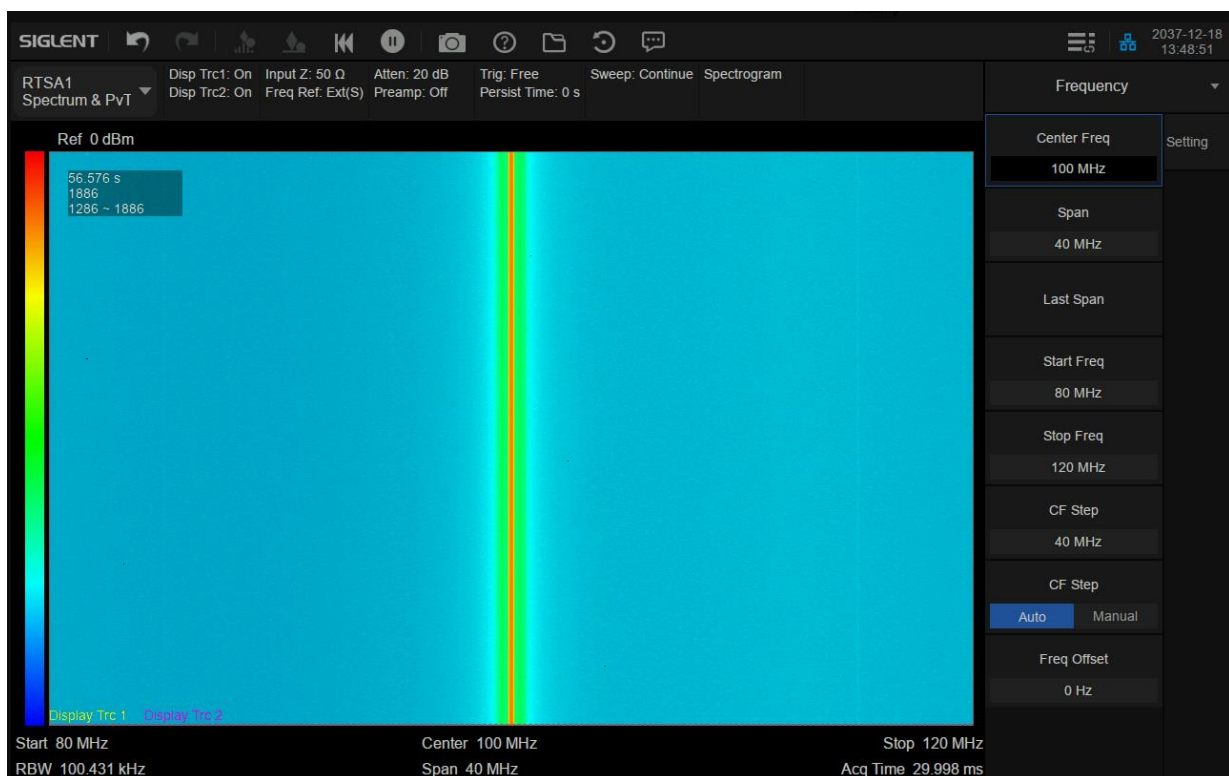 SIGLENT
2037-12-18
13:48:51
RTSA1
Spectrum & PvT
Disp Trc1: On
Disp Trc2: On
Input Z: 50 Ω
Freq Ref: Ext(S)
Atten: 20 dB
Preamp: Off
Trig: Free
Persist Time: 0 s
Sweep: Continue
Spectrogram
Frequency
Ref 0 dBm
56.576 s
1886
1286 ~ 1886
Center Freq
100 MHz
Setting
Span
40 MHz
Last Span
Start Freq
80 MHz
Stop Freq
120 MHz
CF Step
40 MHz
CF Step
Auto Manual
Freq Offset
0 Hz
Display Trc 1 Display Trc 2
Start 80 MHz Center 100 MHz Stop 120 MHz
RBW 100.431 kHz Span 40 MHz Acq Time 29.998 ms